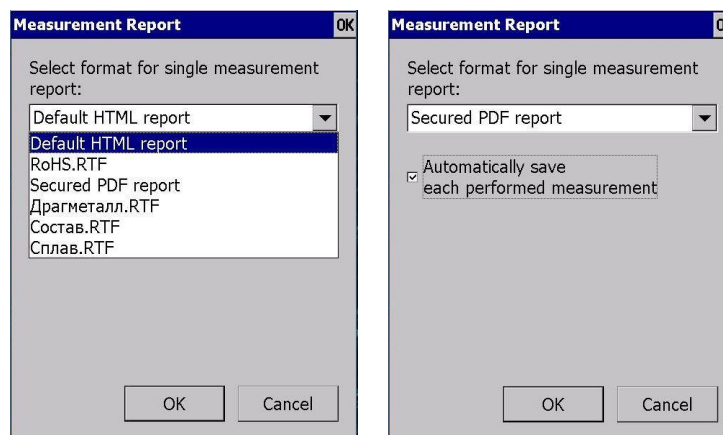 Measurement Report OK
Select format for single measurement
report:
Default HTML report
Default HTML report
RoHS.RTF
Secured PDF report
Драгметалл.RTF
Состав.RTF
Сплав.RTF
OK Cancel
Measurement Report
Select format for single measurement
report:
Secured PDF report
Automatically save
each performed measurement
OK Cancel